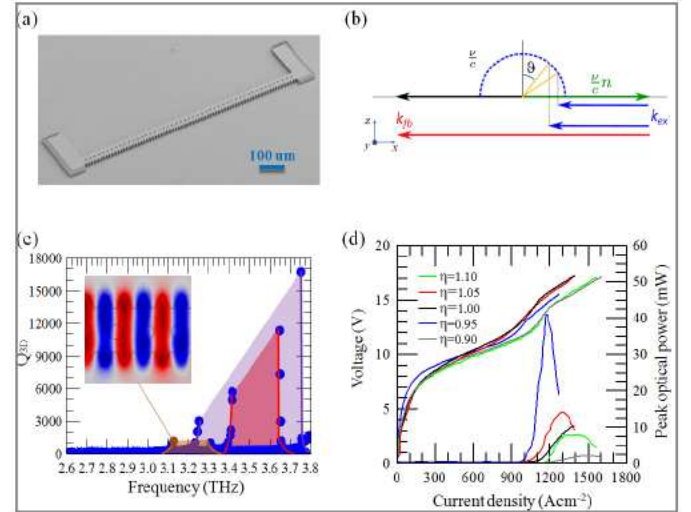 (a)
100 um
(b)
ν/c
ϑ
ν/c n
k_fb
k_ex
z
y
x
(c)
18000
15000
12000
9000
6000
3000
0
Q3D
2.6 2.7 2.8 2.9 3.0 3.1 3.2 3.3 3.4 3.5 3.6 3.7 3.8
Frequency (THz)
(d)
20
15
10
5
0
Voltage (V)
η=1.10
η=1.05
η=1.00
η=0.95
η=0.90
60
50
40
30
20
10
0
Peak optical power (mW)
0 300 600 900 1200 1500 1800
Current density (Acm⁻²)